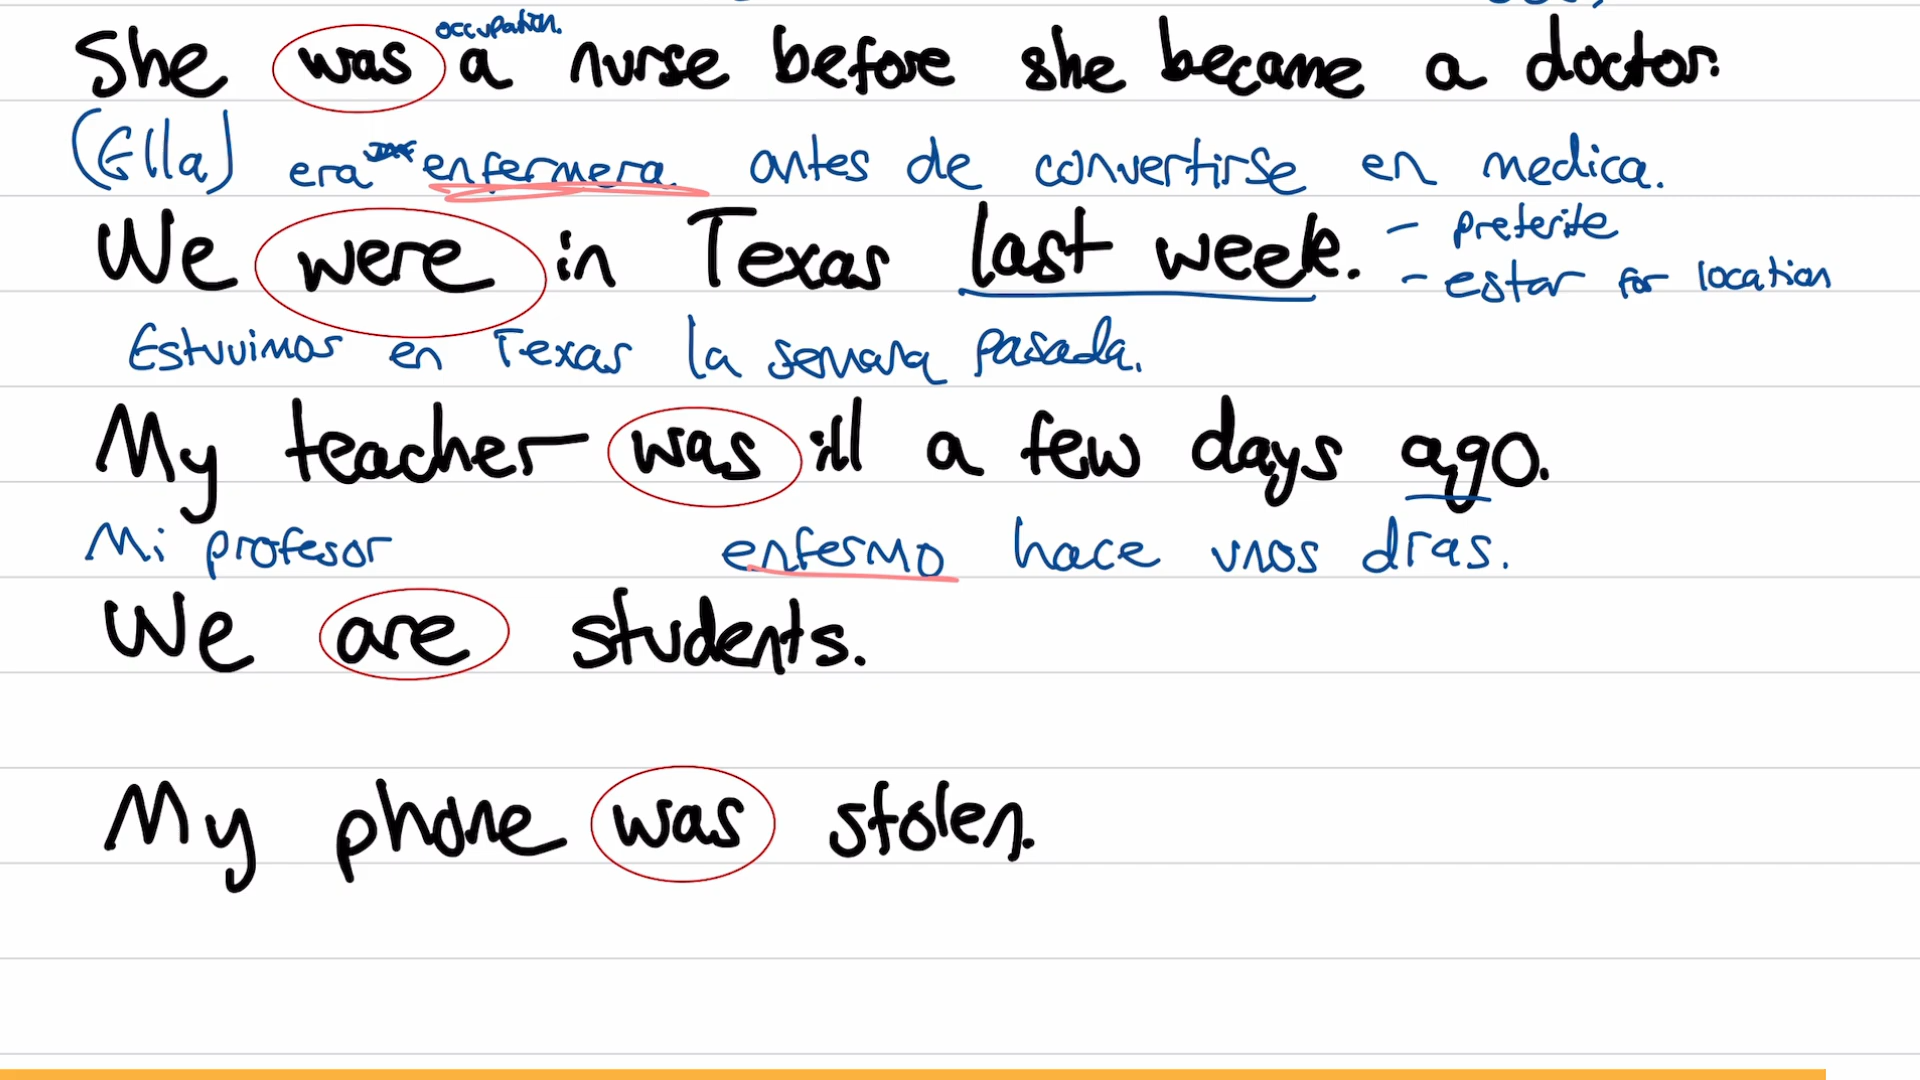 occupation.
She was a nurse before she became a doctor.
(Ella) era enfermera antes de convertirse en medica.
We were in Texas last week. - preterite
- estar for location
Estuvimos en Texas la semana pasada.
My teacher was ill a few days ago.
Mi profesor enfermo hace unos dias.
We are students.
My phone was stolen.